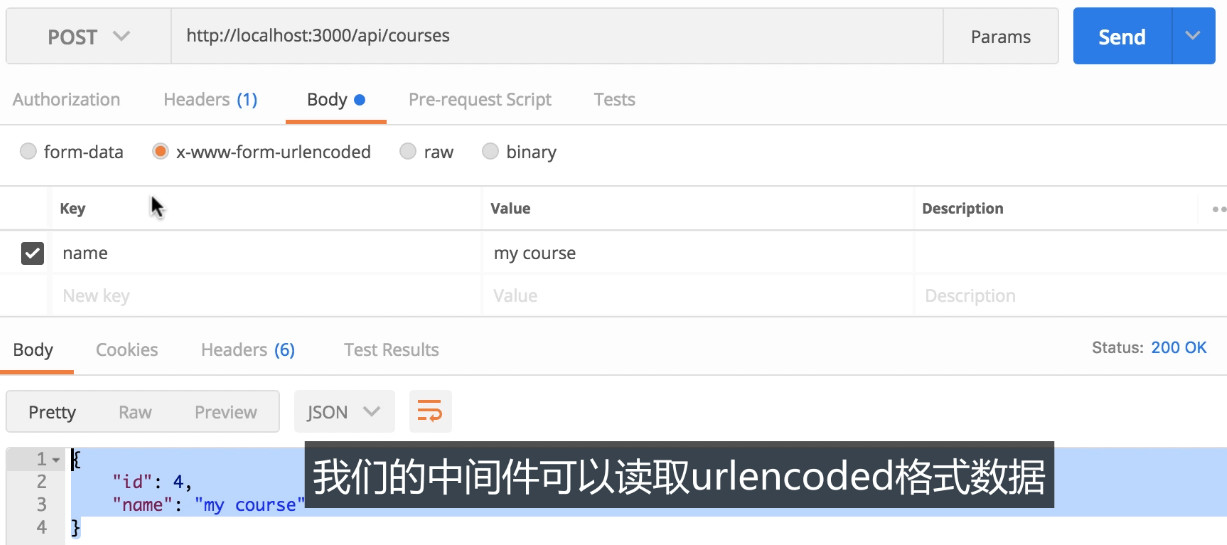 POST http://localhost:3000/api/courses Params Send
Authorization Headers (1) Body Pre-request Script Tests
form-data x-www-form-urlencoded raw binary
Key Value Description
name my course
New key Value Description
Body Cookies Headers (6) Test Results Status: 200 OK
Pretty Raw Preview JSON
1 {
2 "id": 4,
3 "name": "my course"
4 }
我们的中间件可以读取urlencoded格式数据